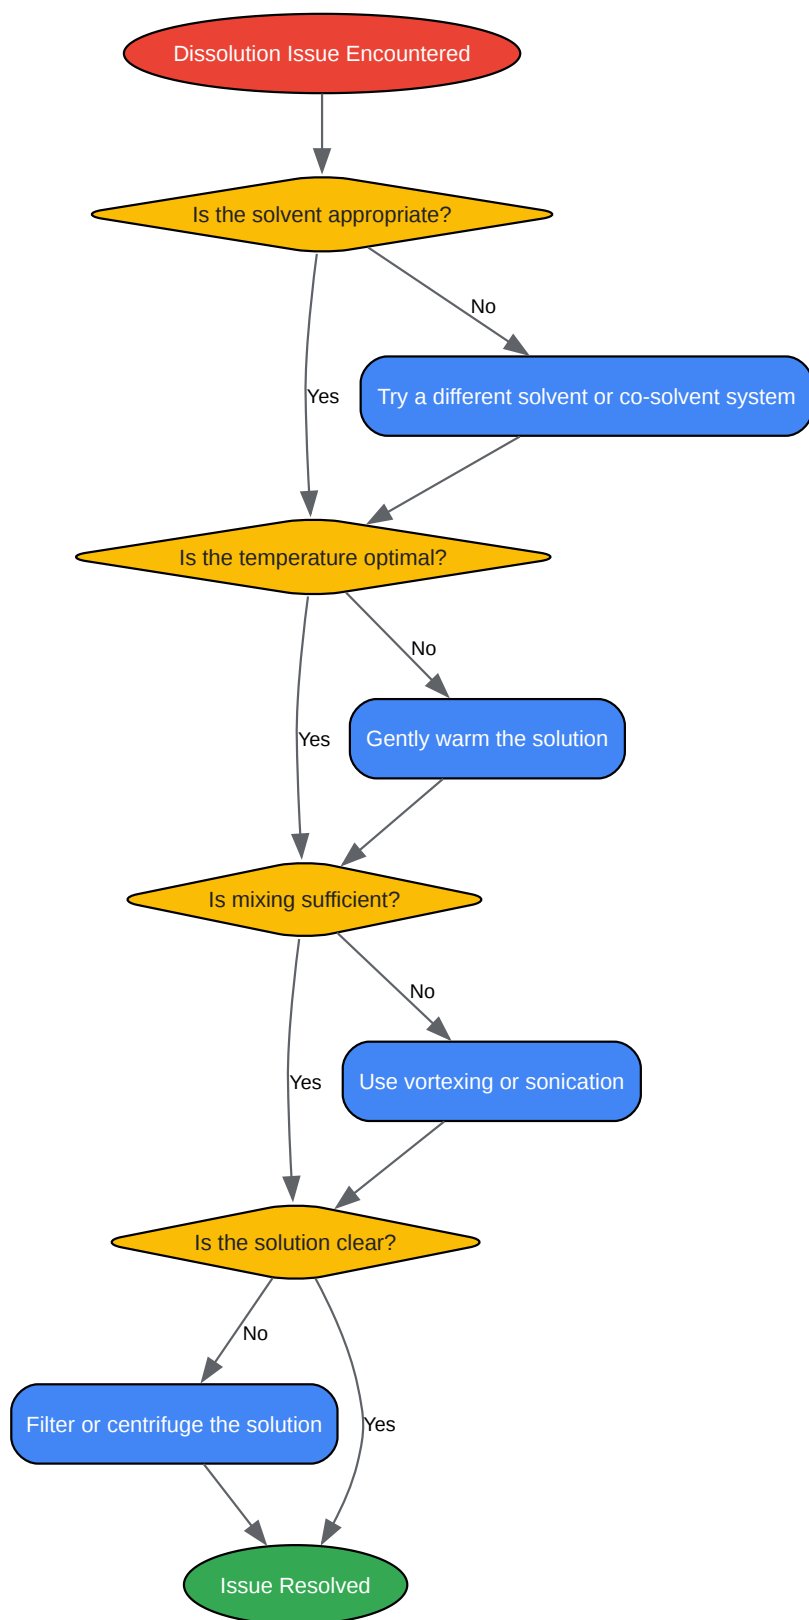 Dissolution Issue Encountered
Is the solvent appropriate?
No
Yes
Try a different solvent or co-solvent system
Is the temperature optimal?
No
Yes
Gently warm the solution
Is mixing sufficient?
No
Yes
Use vortexing or sonication
Is the solution clear?
No
Filter or centrifuge the solution
Yes
Issue Resolved